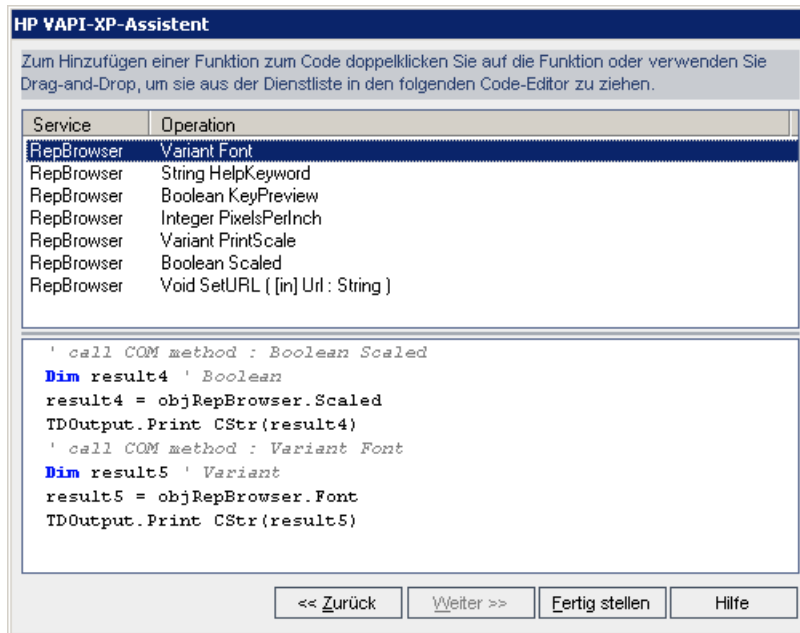 HP VAPI-XP-Assistent
Zum Hinzufügen einer Funktion zum Code doppelklicken Sie auf die Funktion oder verwenden Sie
Drag-and-Drop, um sie aus der Dienstliste in den folgenden Code-Editor zu ziehen.
Service Operation
RepBrowser Variant Font
RepBrowser String HelpKeyword
RepBrowser Boolean KeyPreview
RepBrowser Integer PixelsPerInch
RepBrowser Variant PrintScale
RepBrowser Boolean Scaled
RepBrowser Void SetURL ( [in] Url : String )
' call COM method : Boolean Scaled
Dim result4 ' Boolean
result4 = objRepBrowser.Scaled
TDOutput.Print CStr(result4)
' call COM method : Variant Font
Dim result5 ' Variant
result5 = objRepBrowser.Font
TDOutput.Print CStr(result5)
<< Zurück Weiter >> Fertig stellen Hilfe